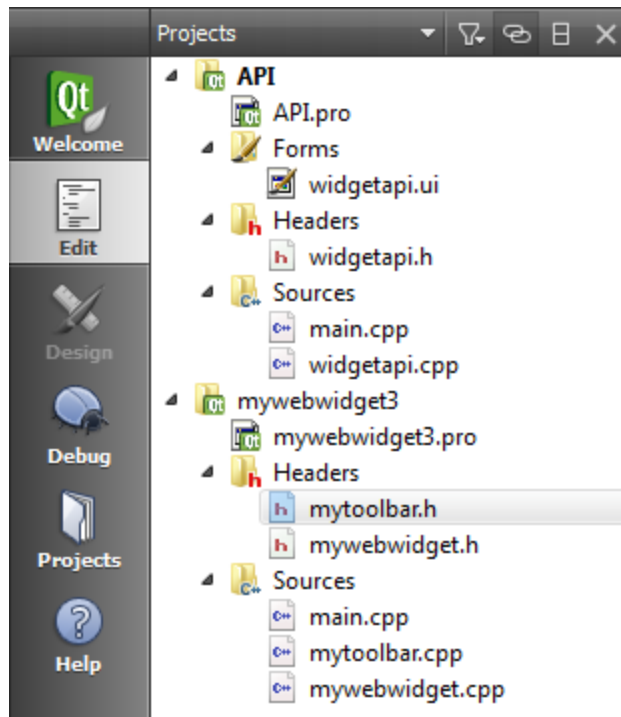 Projects
Qt
Welcome
Edit
Design
Debug
Projects
Help
API
API.pro
Forms
widgetapi.ui
Headers
widgetapi.h
Sources
main.cpp
widgetapi.cpp
mywebwidget3
mywebwidget3.pro
Headers
mytoolbar.h
mywebwidget.h
Sources
main.cpp
mytoolbar.cpp
mywebwidget.cpp